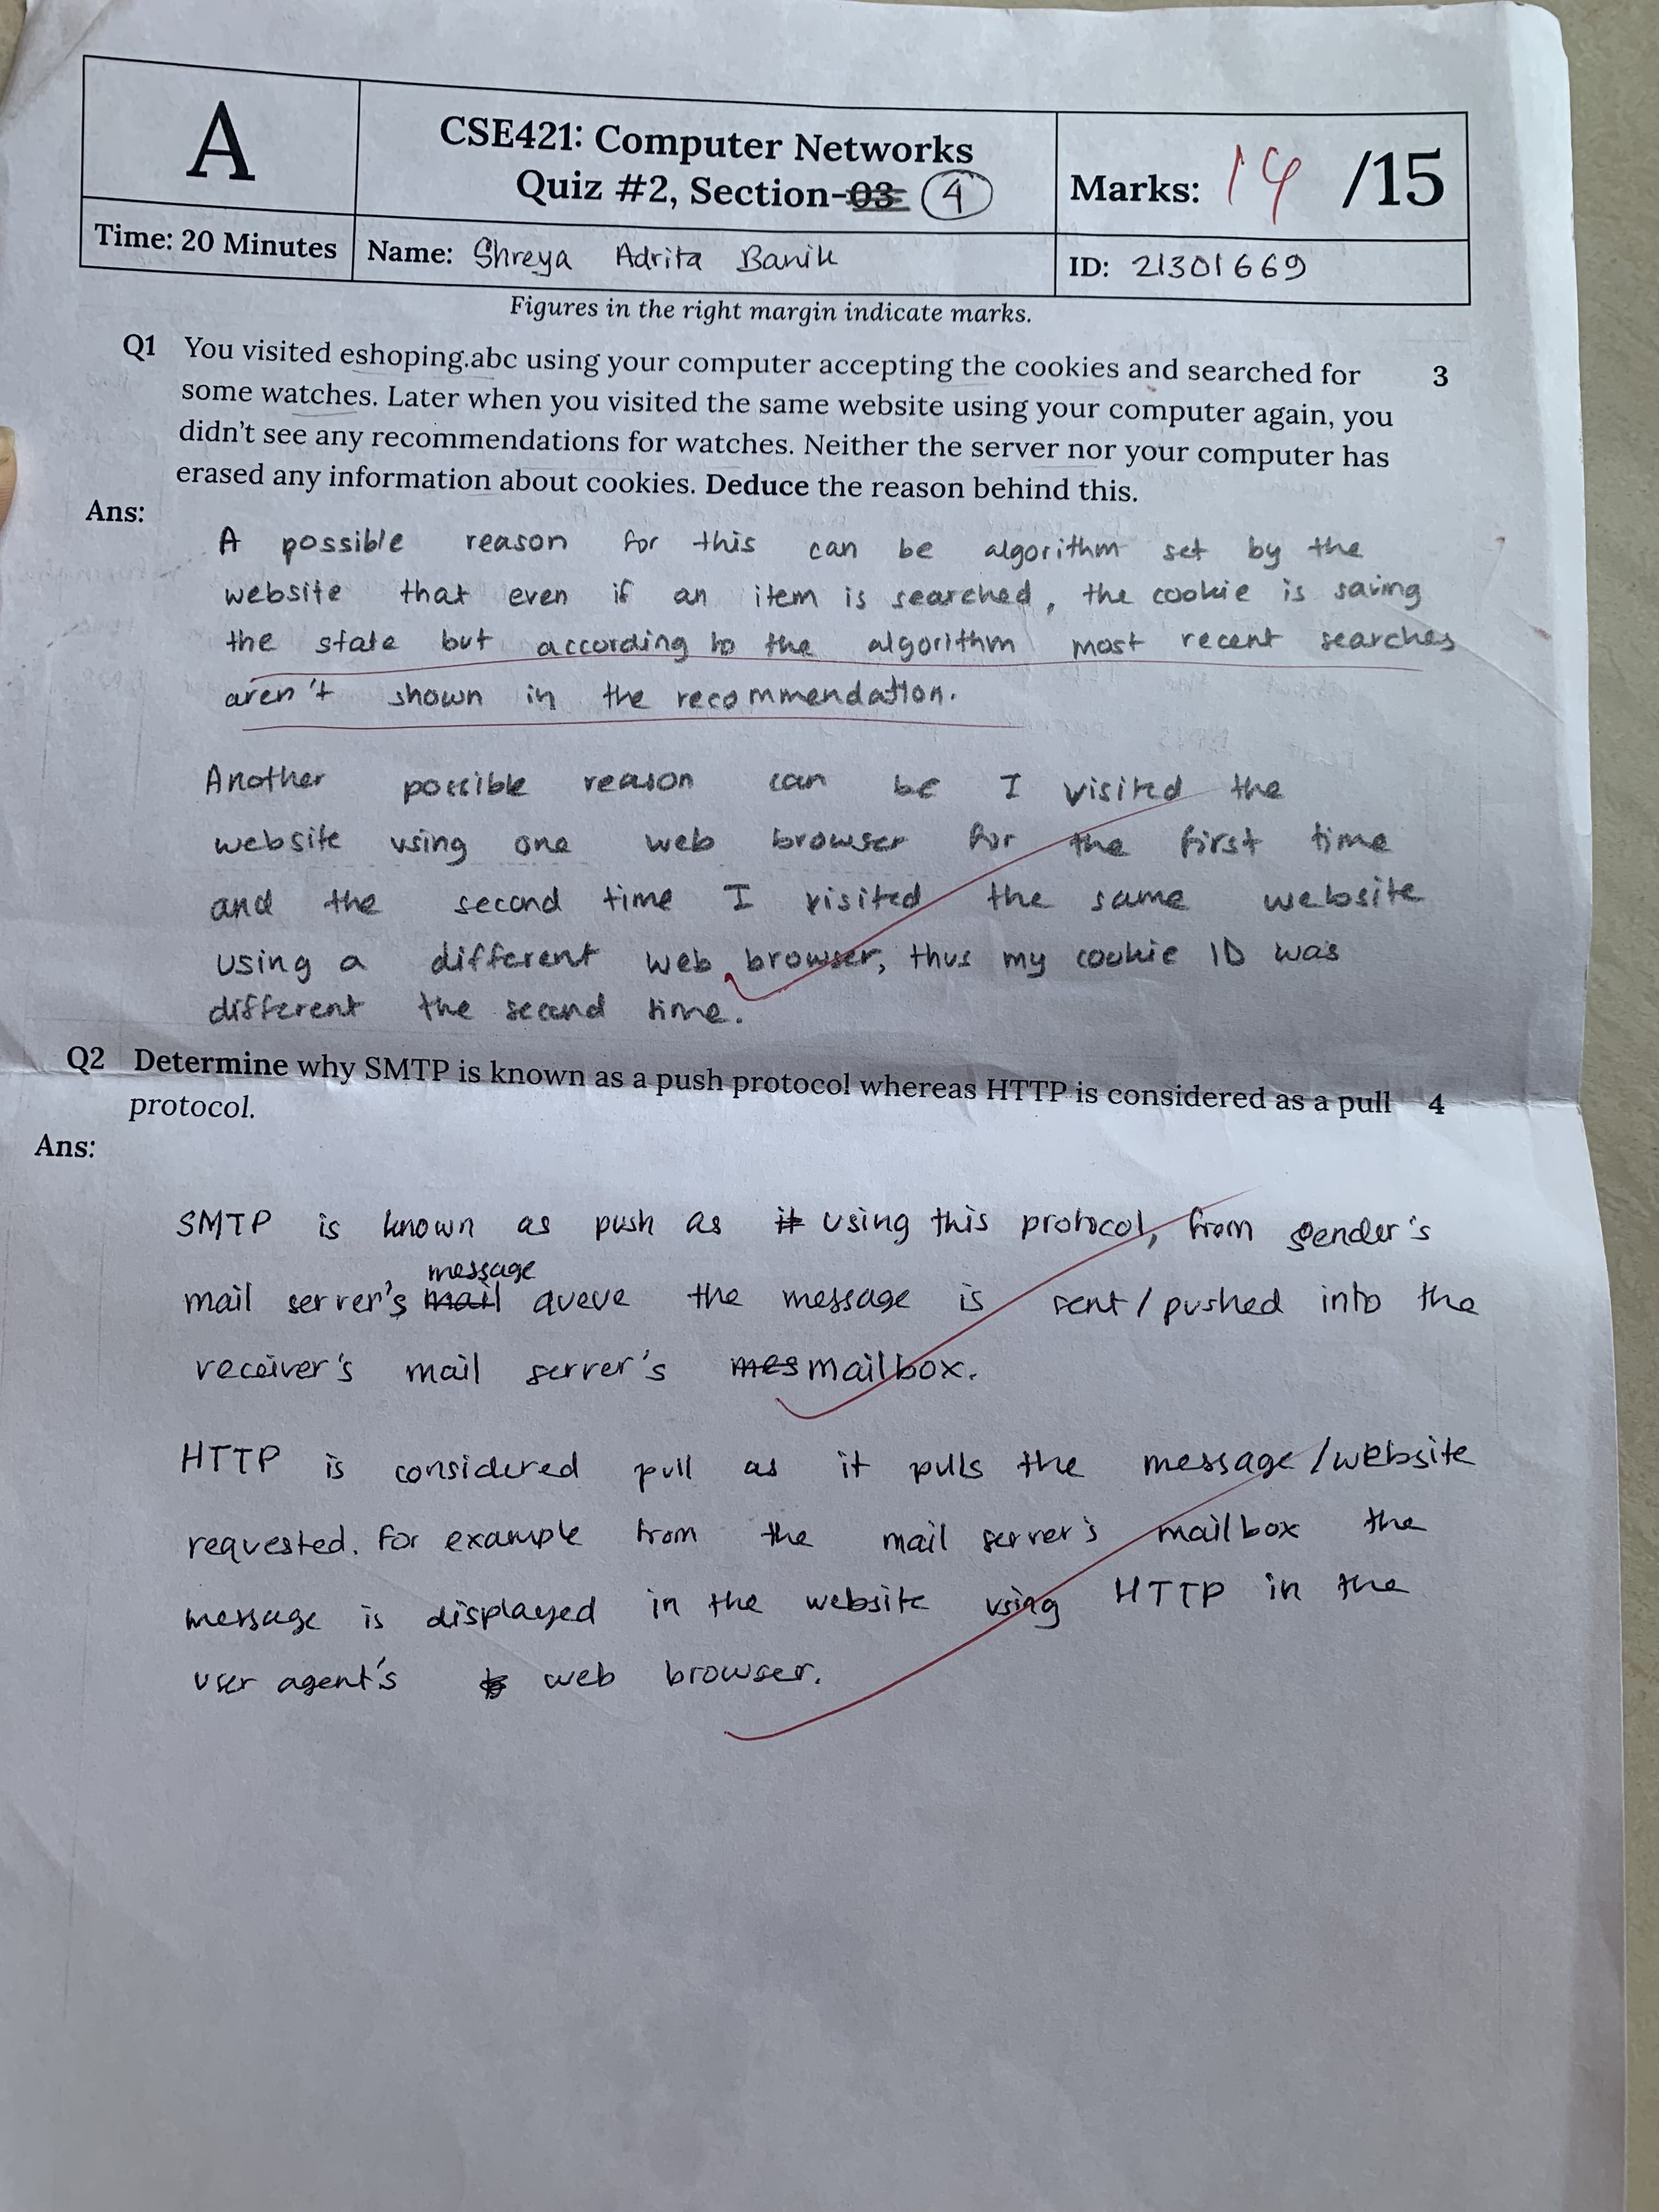 A
CSE421: Computer Networks
Quiz #2, Section-03 4
Marks: 14 /15
Time: 20 Minutes
Name: Shreya Adrita Banik
ID: 21301669
Figures in the right margin indicate marks.
Q1 You visited eshoping.abc using your computer accepting the cookies and searched for 3
some watches. Later when you visited the same website using your computer again, you
didn't see any recommendations for watches. Neither the server nor your computer has
erased any information about cookies. Deduce the reason behind this.
Ans:
A possible reason for this can be algorithm set by the
website that even if an item is searched, the cookie is saving
the state but according to the algorithm most recent searches
aren't shown in the recommendation.
Another possible reason can be I visited the
website using one web browser for the first time
and the second time I visited the same website
using a different web browser, thus my cookie ID was
different the second time.
Q2 Determine why SMTP is known as a push protocol whereas HTTP is considered as a pull 4
protocol.
Ans:
SMTP is known as push as it using this protocol, from sender's
message
mail server's mail queue the message is sent/pushed into the
receiver's mail server's mes mailbox.
HTTP is considered pull as it pulls the message/website
requested. For example from the mail server's mailbox the
message is displayed in the website using HTTP in the
user agent's web browser.